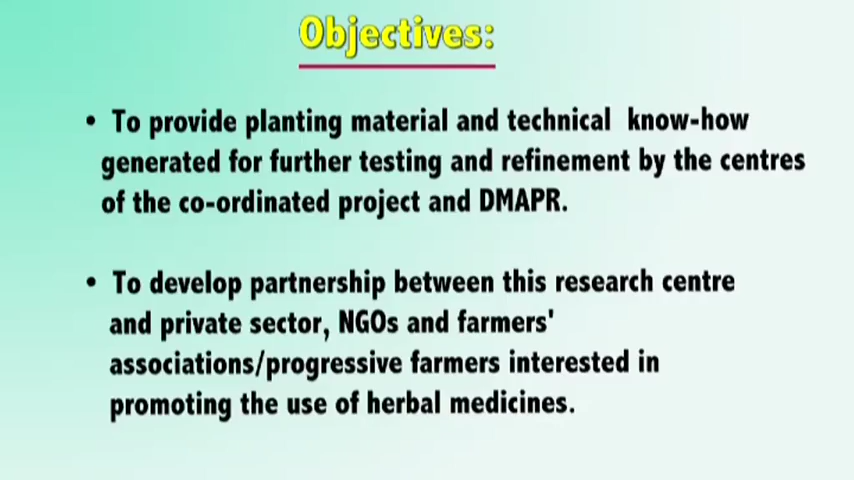 Objectives:
• To provide planting material and technical know-how
generated for further testing and refinement by the centres
of the co-ordinated project and DMAPR.
• To develop partnership between this research centre
and private sector, NGOs and farmers'
associations/progressive farmers interested in
promoting the use of herbal medicines.